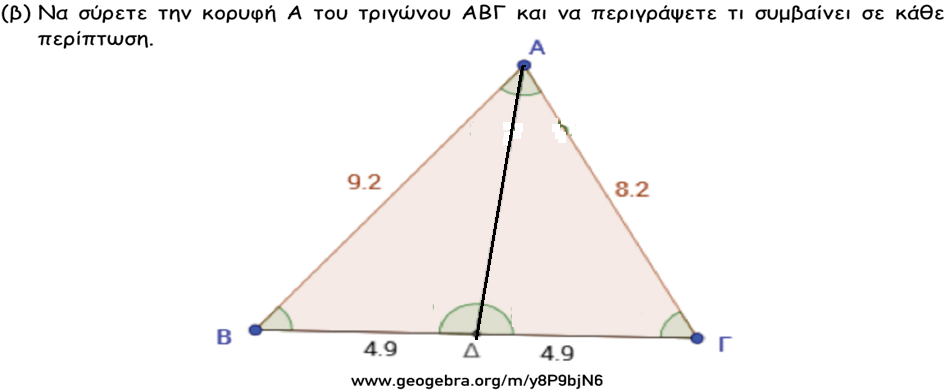 (β) Να σύρετε την κορυφή Α του τριγώνου ΑΒΓ και να περιγράψετε τι συμβαίνει σε κάθε
περίπτωση.
Α
9.2
8.2
Β
Γ
4.9
Δ
4.9
www.geogebra.org/m/y8P9bjN6